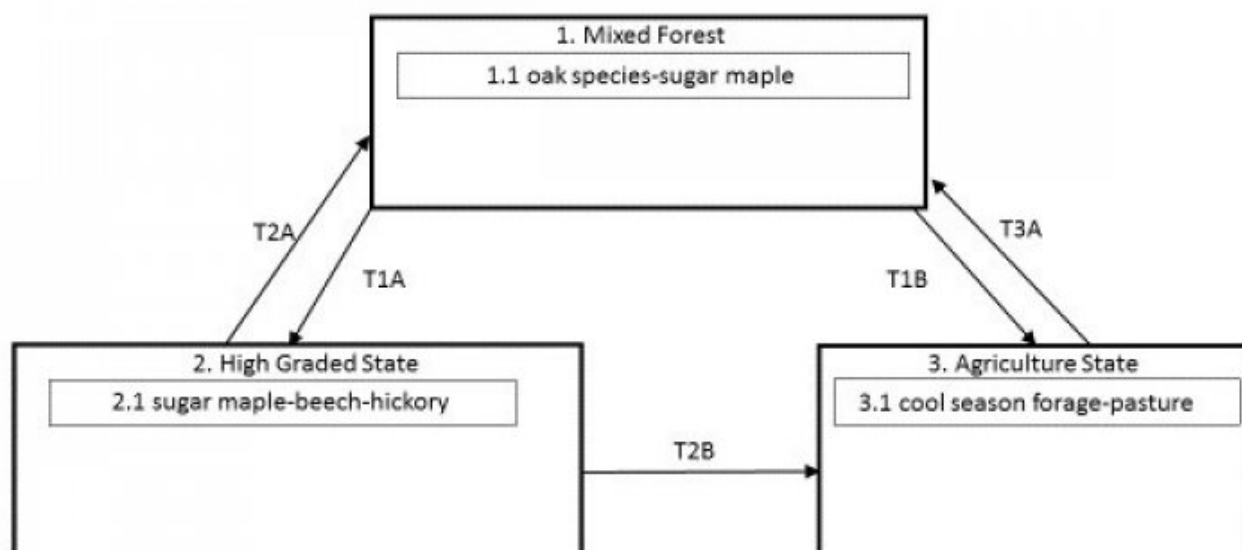 1. Mixed Forest
1.1 oak species-sugar maple
T2A
T1A
T3A
T1B
2. High Graded State
2.1 sugar maple-beech-hickory
3. Agriculture State
3.1 cool season forage-pasture
T2B